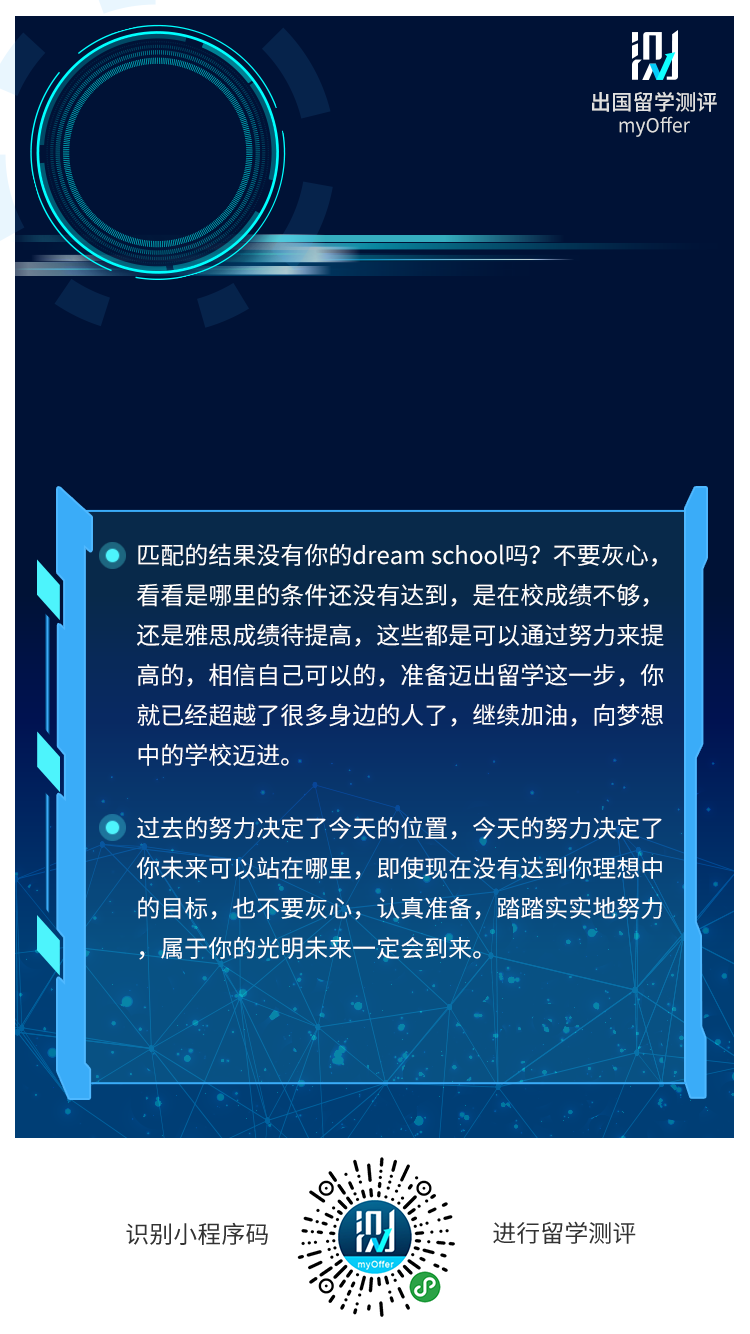 出国留学测评
myOffer
匹配的结果没有你的dream school吗？不要灰心，
看看是哪里的条件还没有达到，是在校成绩不够，
还是雅思成绩待提高，这些都是可以通过努力来提
高的，相信自己可以的，准备迈出留学这一步，你
就已经超越了很多身边的人了，继续加油，向梦想
中的学校迈进。
过去的努力决定了今天的位置，今天的努力决定了
你未来可以站在哪里，即使现在没有达到你理想中
的目标，也不要灰心，认真准备，踏踏实实地努力
，属于你的光明未来一定会到来。
识别小程序码
myOffer
进行留学测评